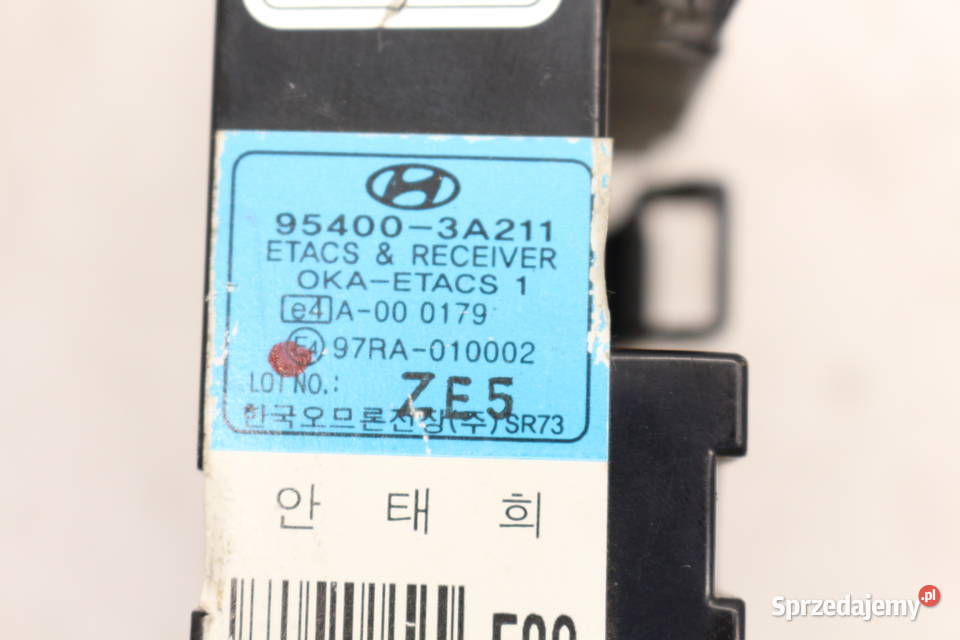 95400-3A211
ETACS & RECEIVER
OKA-ETACS 1
e4 A-00 0179
E4 97RA-010002
LOT NO.: ZE5
한국오므론전장(주) SR73
안 태 희
Sprzedajemy.pl